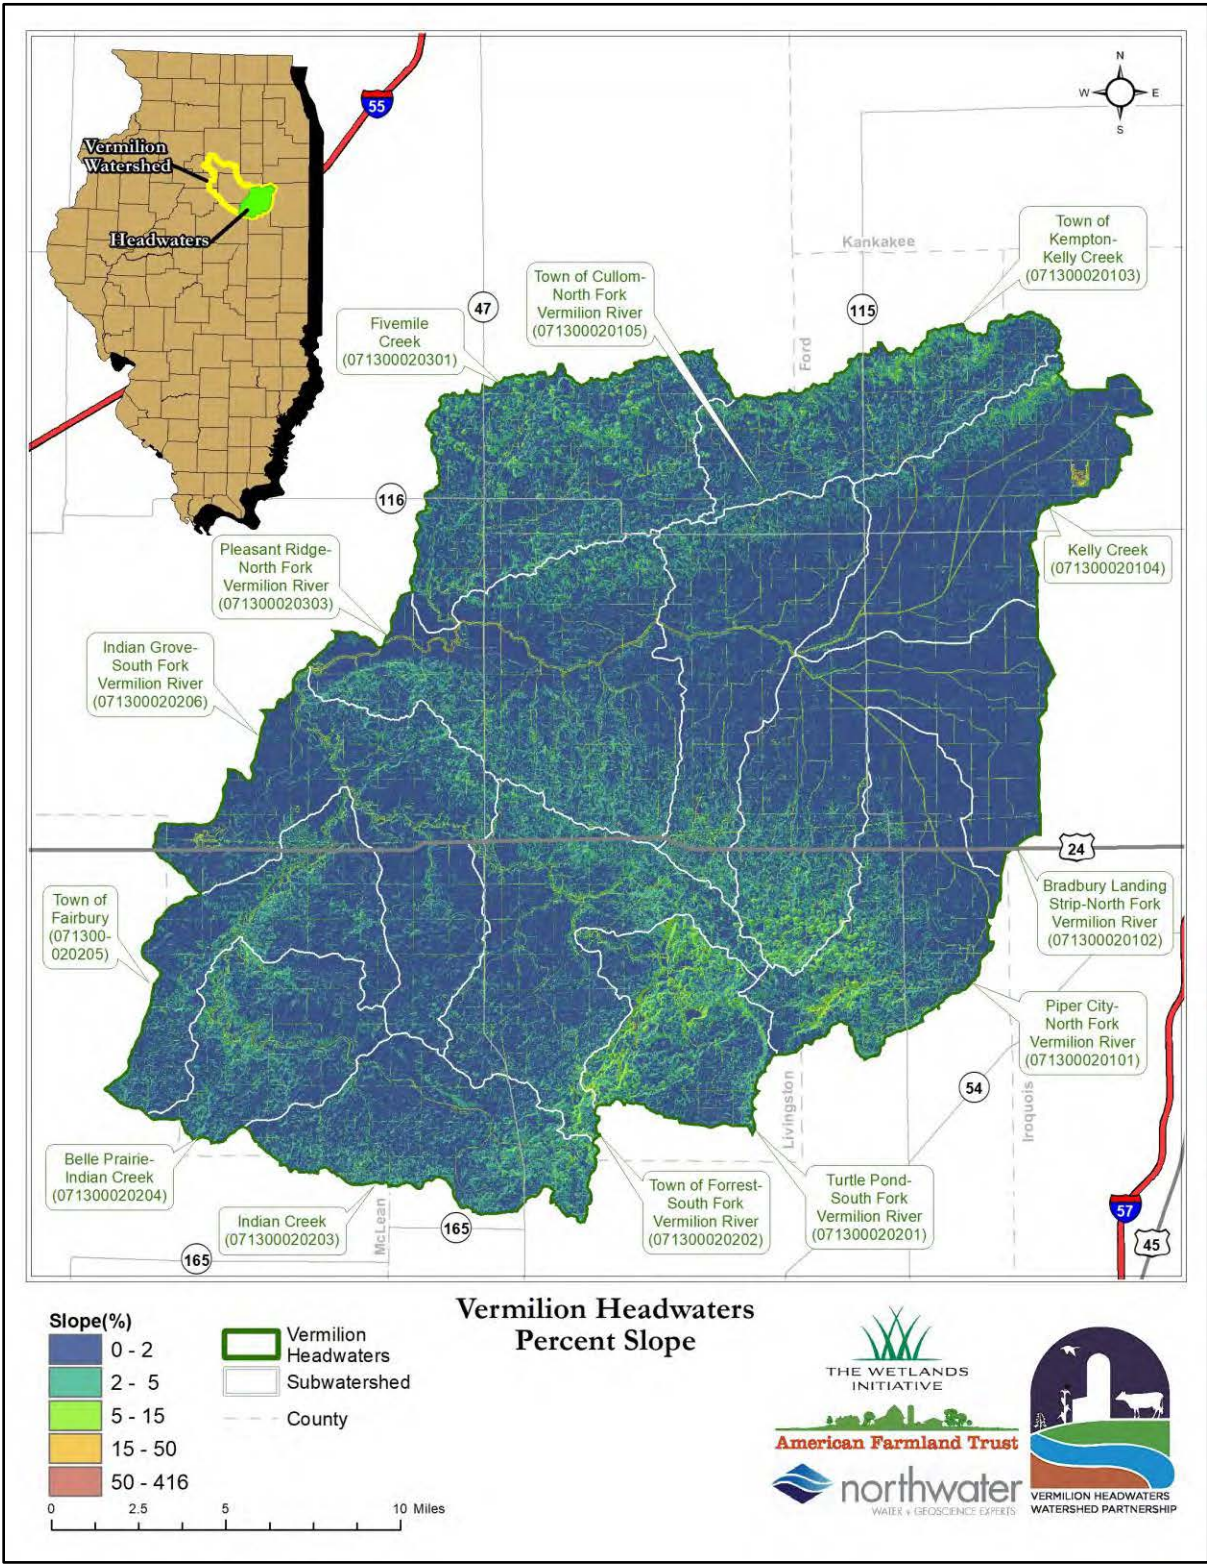 55
N
W
E
S
Vermilion
Watershed
Headwaters
Town of
Kempton-
Kelly Creek
(071300020103)
Kankakee
Town of Cullom-
North Fork
Vermilion River
(071300020105)
47
115
Fivemile
Creek
(071300020301)
Ford
116
Pleasant Ridge-
North Fork
Vermilion River
(071300020303)
Kelly Creek
(071300020104)
Indian Grove-
South Fork
Vermilion River
(071300020206)
24
Town of
Fairbury
(071300-
020205)
Bradbury Landing
Strip-North Fork
Vermilion River
(071300020102)
Piper City-
North Fork
Vermilion River
(071300020101)
54
Livingston
Iroquois
Belle Prairie-
Indian Creek
(071300020204)
Indian Creek
(071300020203)
McLean
165
165
Town of Forrest-
South Fork
Vermilion River
(071300020202)
Turtle Pond-
South Fork
Vermilion River
(071300020201)
57
45
Vermilion Headwaters
Percent Slope
Slope(%)
0 - 2
2 - 5
5 - 15
15 - 50
50 - 416
Vermilion
Headwaters
Subwatershed
County
0 2.5 5 10 Miles
THE WETLANDS
INITIATIVE
American Farmland Trust
northwater
WATER & GEOSCIENCE EXPERTS
VERMILION HEADWATERS
WATERSHED PARTNERSHIP